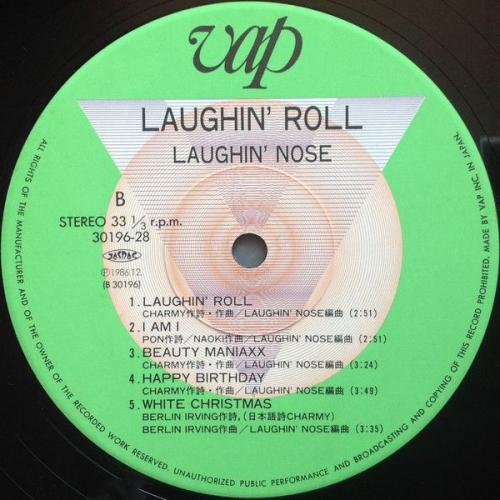 vap
LAUGHIN' ROLL
LAUGHIN' NOSE
B
STEREO 33 1/3 r.p.m.
30196-28
JASRAC
Ⓟ1986.12.
(B 30196)
1. LAUGHIN' ROLL
CHARMY作詩・作曲/LAUGHIN' NOSE編曲 (2:51)
2. I AM I
PON作詩/NAOKI作曲/LAUGHIN' NOSE編曲 (2:51)
3. BEAUTY MANIAXX
CHARMY作詩・作曲/LAUGHIN' NOSE編曲 (3:24)
4. HAPPY BIRTHDAY
CHARMY作詩・作曲/LAUGHIN' NOSE編曲 (3:49)
5. WHITE CHRISTMAS
BERLIN IRVING作詩,(日本語詩CHARMY)
BERLIN IRVING作曲/LAUGHIN' NOSE編曲 (3:35)
ALL RIGHTS OF THE MANUFACTURER AND OF THE OWNER OF THE RECORDED WORK RESERVED. UNAUTHORIZED PUBLIC PERFORMANCE AND BROADCASTING AND COPYING OF THIS RECORD PROHIBITED. MADE BY VAP INC. IN JAPAN.